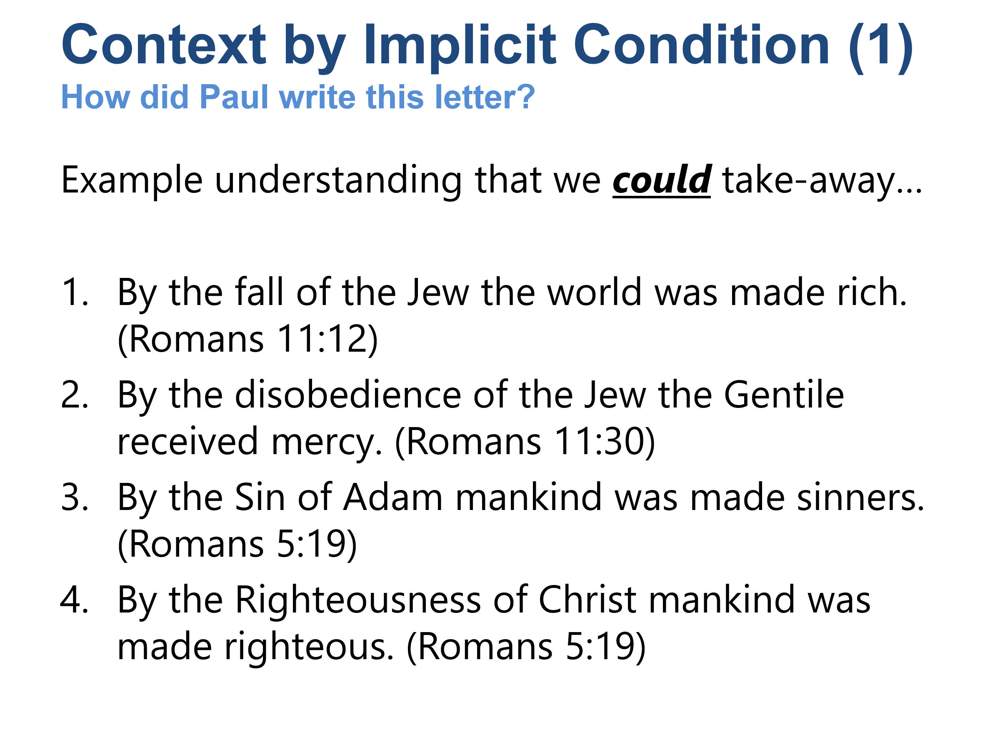 Context by Implicit Condition (1)
How did Paul write this letter?
Example understanding that we could take-away...
1. By the fall of the Jew the world was made rich.
(Romans 11:12)
2. By the disobedience of the Jew the Gentile
received mercy. (Romans 11:30)
3. By the Sin of Adam mankind was made sinners.
(Romans 5:19)
4. By the Righteousness of Christ mankind was
made righteous. (Romans 5:19)